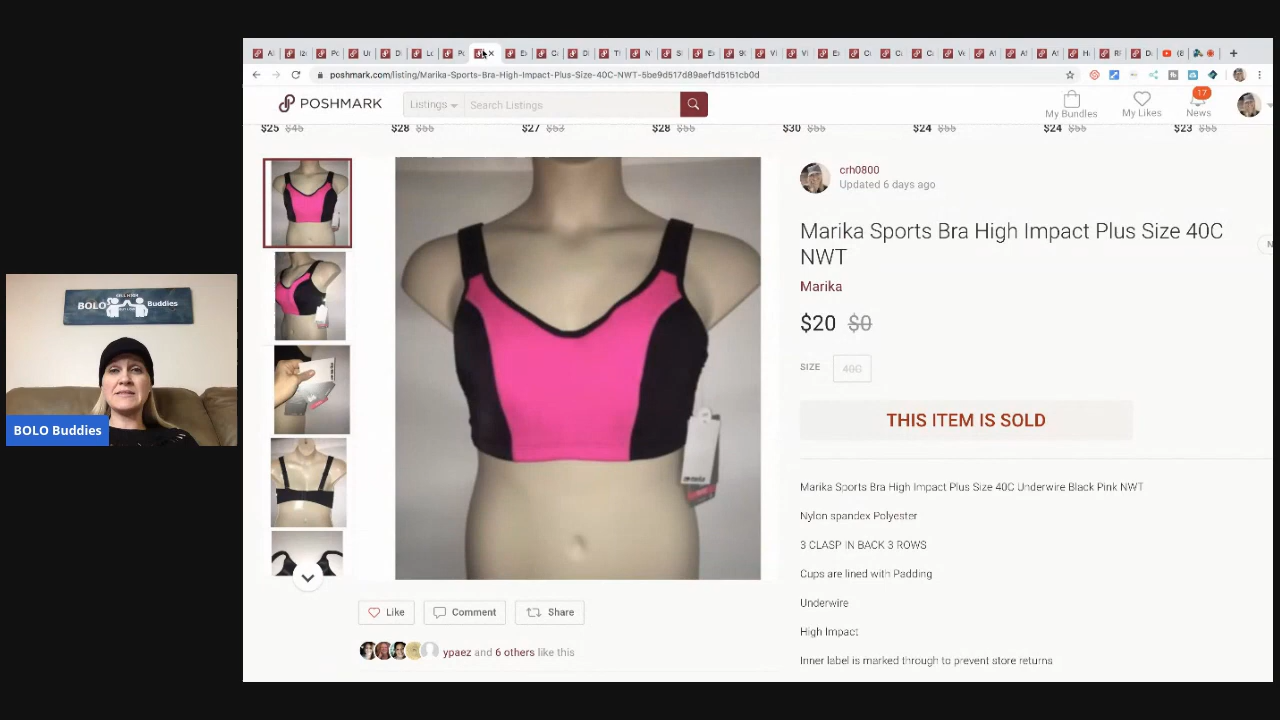 poshmark.com/listing/Marika-Sports-Bra-High-Impact-Plus-Size-40C-NWT-5be9d517d89aef1d5151cb0d
POSHMARK
Listings
Search Listings
My Bundles
My Likes
17
News
$25 $45
$28 $55
$27 $53
$28 $55
$30 $55
$24 $55
$24 $55
$23 $55
crh0800
Updated 6 days ago
Marika Sports Bra High Impact Plus Size 40C
NWT
Marika
$20 $0
SIZE
40C
THIS ITEM IS SOLD
Marika Sports Bra High Impact Plus Size 40C Underwire Black Pink NWT
Nylon spandex Polyester
3 CLASP IN BACK 3 ROWS
Cups are lined with Padding
Underwire
High Impact
Inner label is marked through to prevent store returns
Like
Comment
Share
ypaez and 6 others like this
BOLO Buddies
BOLO Buddies